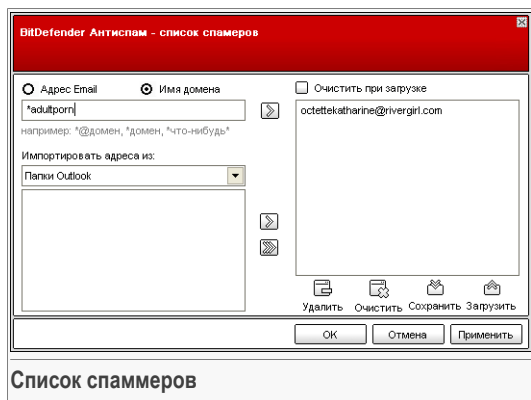 BitDefender Антиспам - список спамеров
Адрес Email
Имя домена
*adultporn
например: *@домен, *домен, *что-нибудь*
Импортировать адреса из:
Папки Outlook
Очистить при загрузке
octettekatharine@rivergirl.com
Удалить
Очистить
Сохранить
Загрузить
OK
Отмена
Применить
Список спаммеров